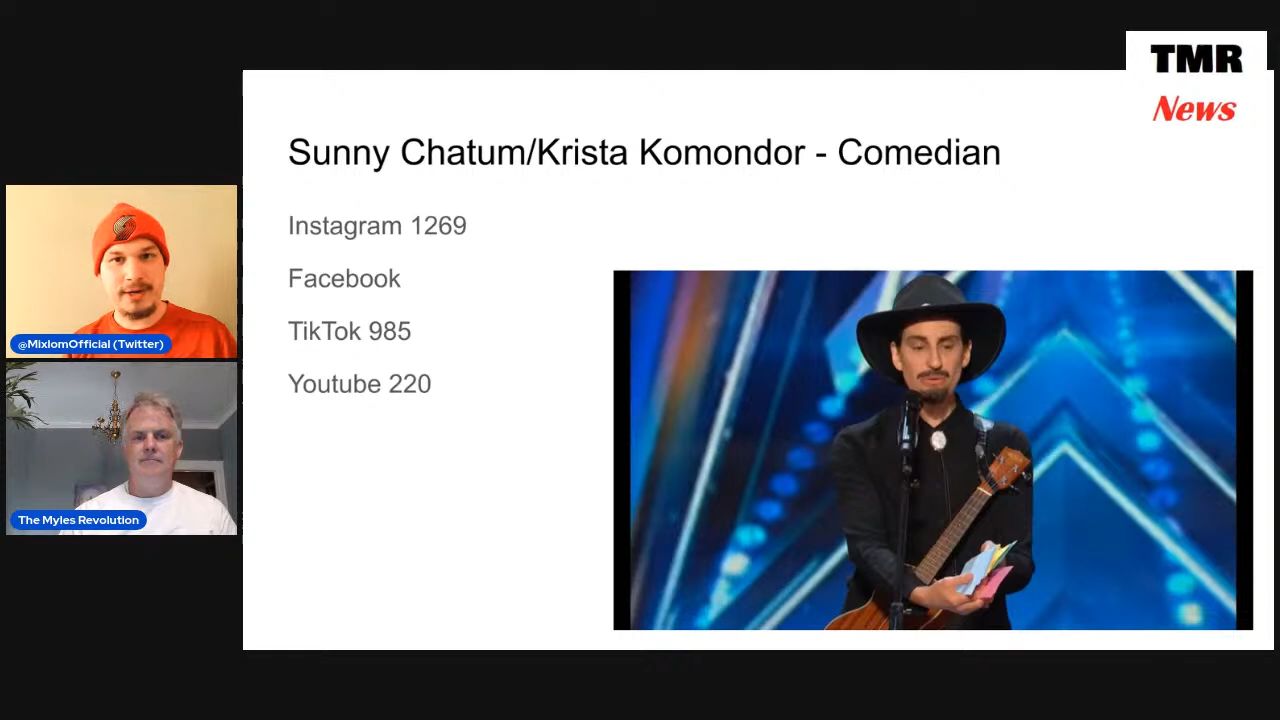 TMR
News
Sunny Chatum/Krista Komondor - Comedian
Instagram 1269
Facebook
TikTok 985
Youtube 220
@MixlomOfficial (Twitter)
The Myles Revolution